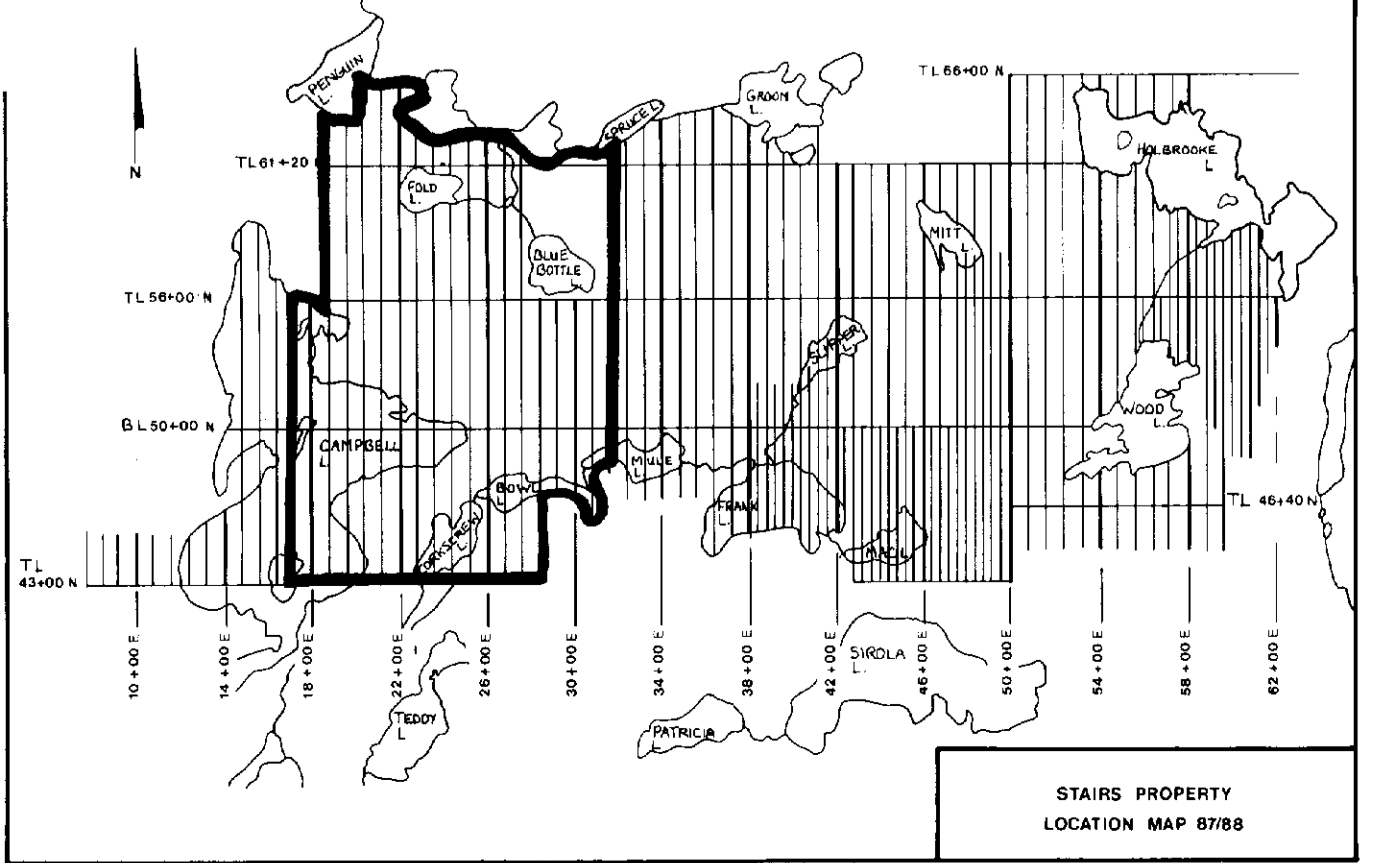 PENGUIN
L.
N
TL 61+20
FOLD
L.
SPRUCE L.
GROOM
L.
TL 66+00 N
HOLBROOKE
L
MITT
L.
BLUE
BOTTLE
L.
TL 56+00 N
SLIPPER
L.
BL 50+00 N
CAMPBELL
L.
WOOD
L.
MULE
L.
BOWL
L.
FRANK
L.
TL 46+40 N
CORKSCREW
L.
MAC L
TL
43+00 N
10+00 E
14+00 E
18+00 E
22+00 E
26+00 E
30+00 E
34+00 E
38+00 E
42+00 E
46+00 E
50+00 E
54+00 E
58+00 E
62+00 E
SIROLA
L.
TEDDY
L
PATRICIA
L
STAIRS PROPERTY
LOCATION MAP 87/88